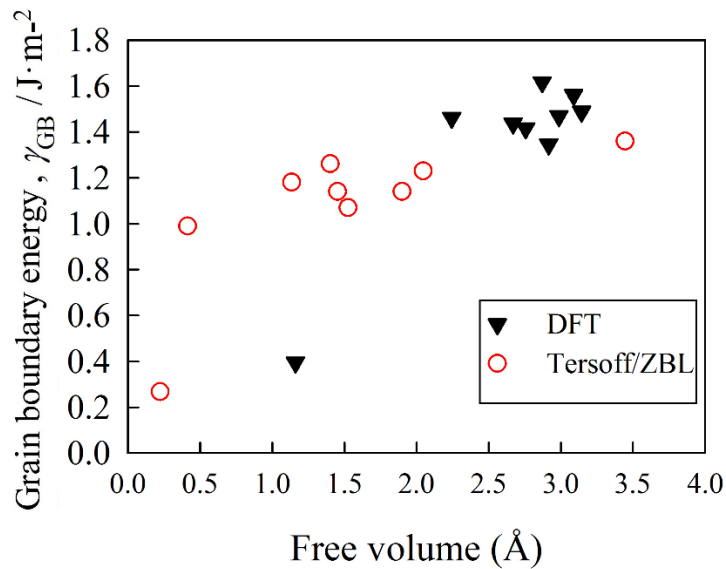 Grain boundary energy , γGB / J·m-2
1.8
1.6
1.4
1.2
1.0
0.8
0.6
0.4
0.2
0.0
DFT
Tersoff/ZBL
0.0 0.5 1.0 1.5 2.0 2.5 3.0 3.5 4.0
Free volume (Å)